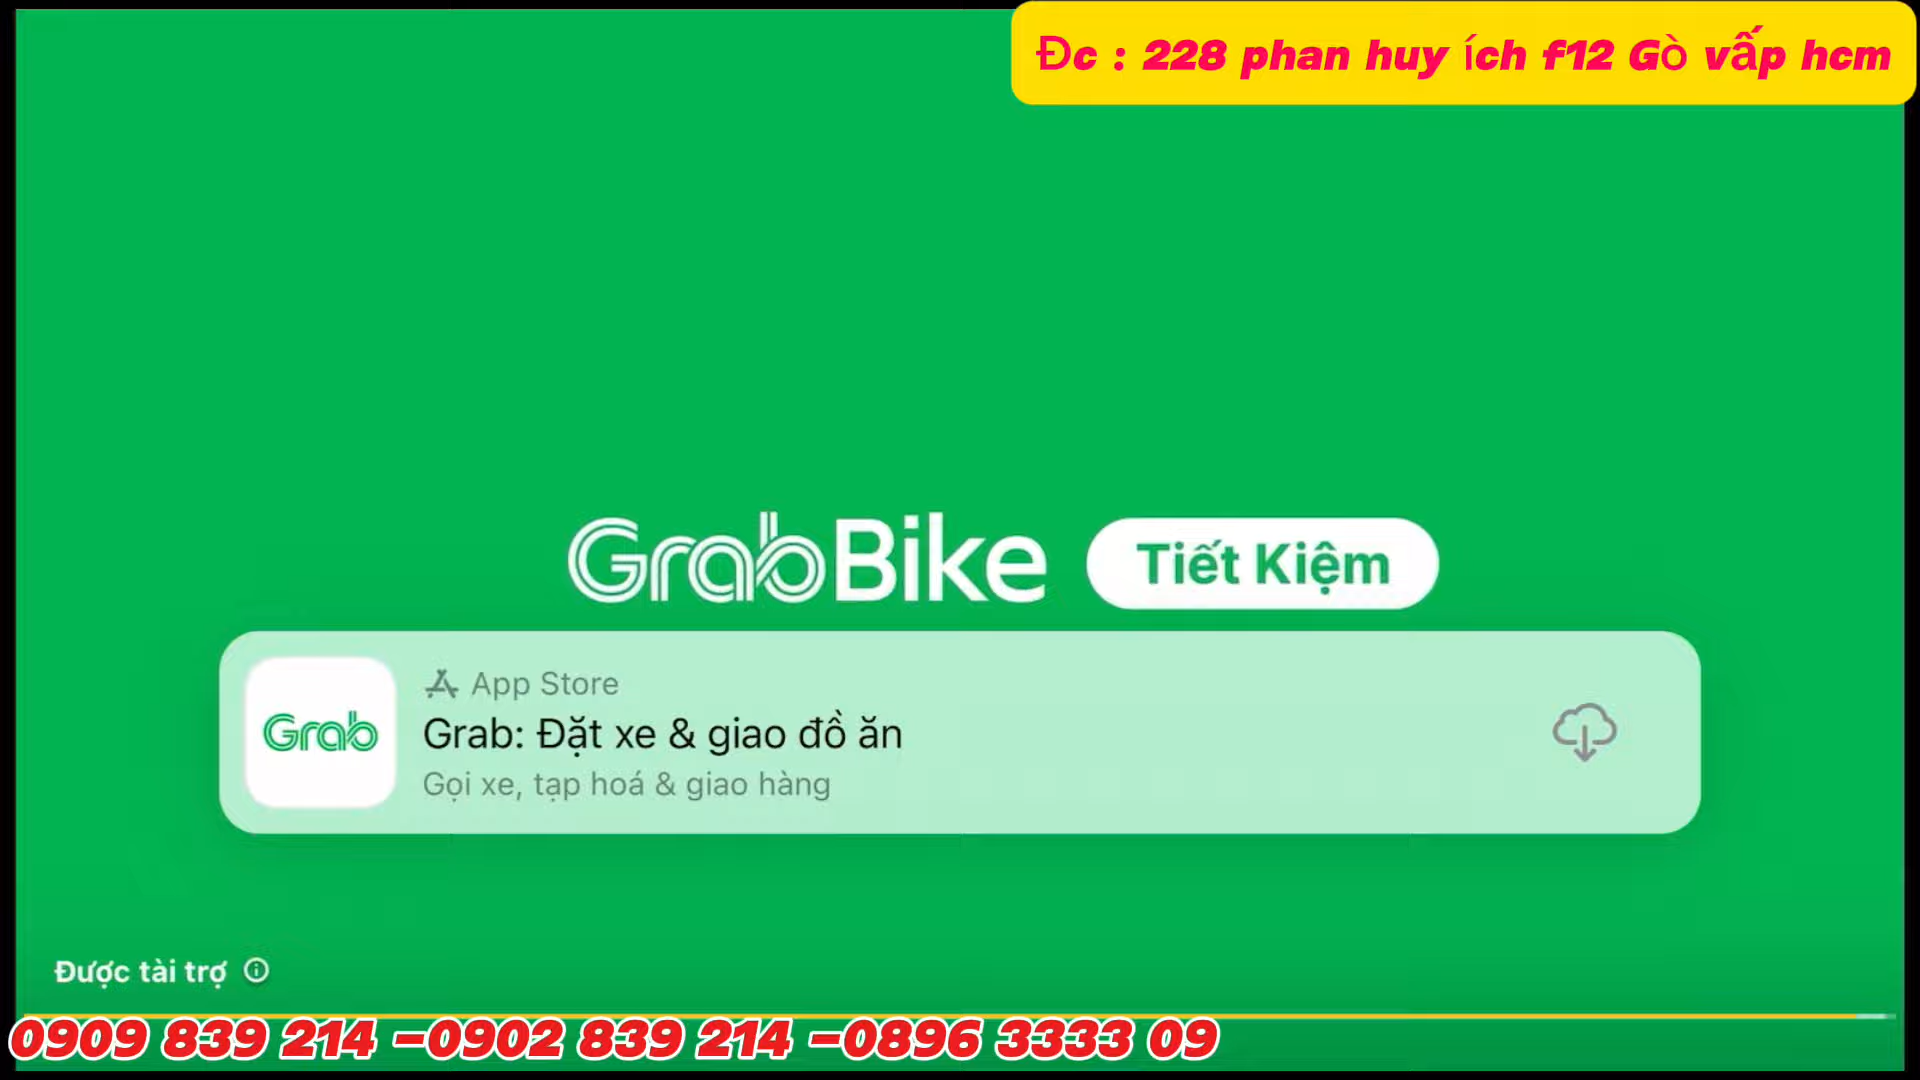 Đc : 228 phan huy ích f12 Gò vấp hcm
GrabBike Tiết Kiệm
Grab
App Store
Grab: Đặt xe & giao đồ ăn
Gọi xe, tạp hoá & giao hàng
Được tài trợ
0909 839 214 -0902 839 214 -0896 3333 09